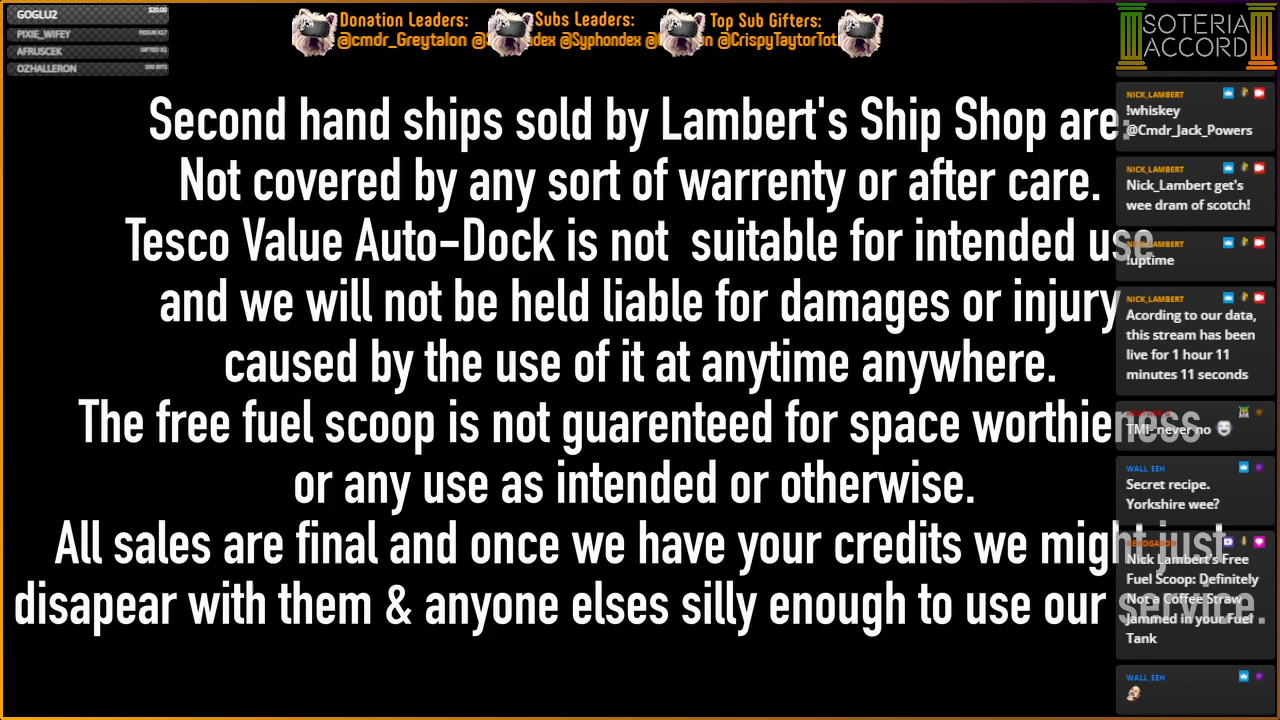 GOGLU2 $20.00
PIXIE_WIFEY RESUB X17
AFRUSCEK GIFTED X1
OZHALLERON 500 BITS
Donation Leaders:
@cmdr_Greytalon
Subs Leaders:
@Syphondex
Top Sub Gifters:
@CrispyTaytorTot
SOTERIA
ACCORD
Second hand ships sold by Lambert's Ship Shop are:
Not covered by any sort of warrenty or after care.
Tesco Value Auto-Dock is not suitable for intended use
and we will not be held liable for damages or injury
caused by the use of it at anytime anywhere.
The free fuel scoop is not guarenteed for space worthieness
or any use as intended or otherwise.
All sales are final and once we have your credits we might just
disapear with them & anyone elses silly enough to use our service.
NICK_LAMBERT
!whiskey
@Cmdr_Jack_Powers
NICK_LAMBERT
Nick_Lambert get's
wee dram of scotch!
NICK_LAMBERT
!uptime
NICK_LAMBERT
Acording to our data,
this stream has been
live for 1 hour 11
minutes 11 seconds
TMI- never no
WALL_EEH
Secret recipe.
Yorkshire wee?
Nick Lambert's Free
Fuel Scoop: Definitely
Not a Coffee Straw
Jammed in your Fuel
Tank
WALL_EEH